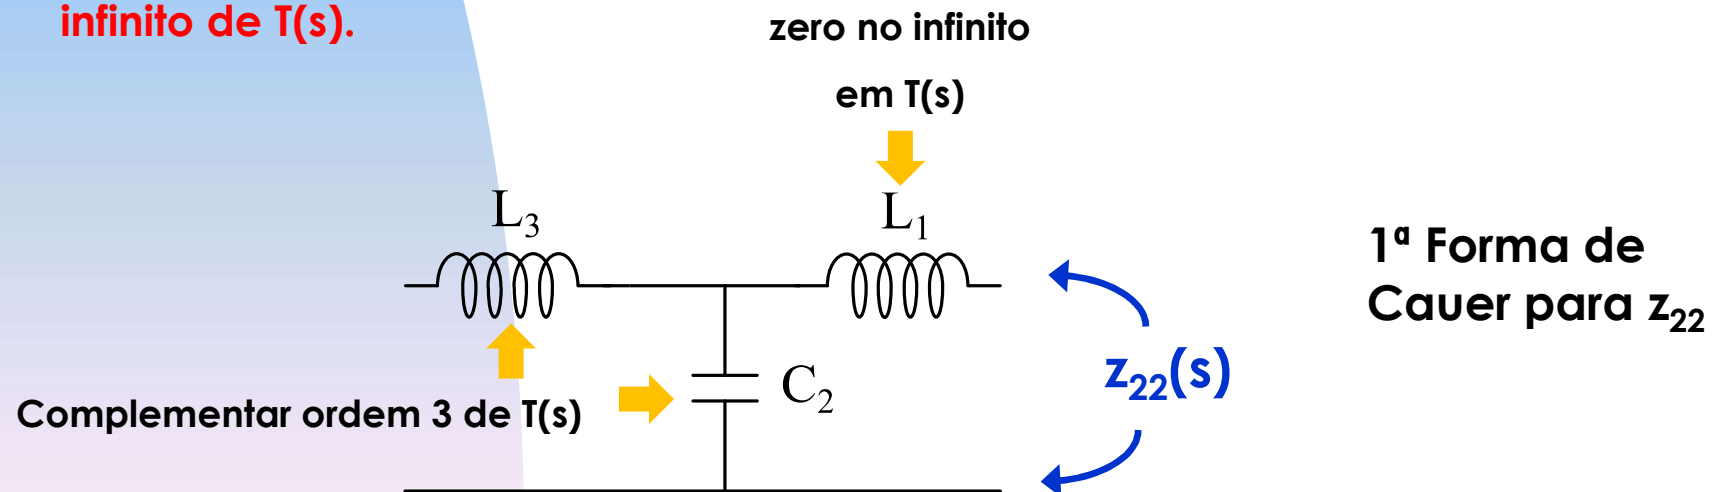 infinito de T(s).
zero no infinito
em T(s)
L₃
L₁
1ª Forma de
Cauer para z₂₂
z₂₂(s)
C₂
Complementar ordem 3 de T(s)